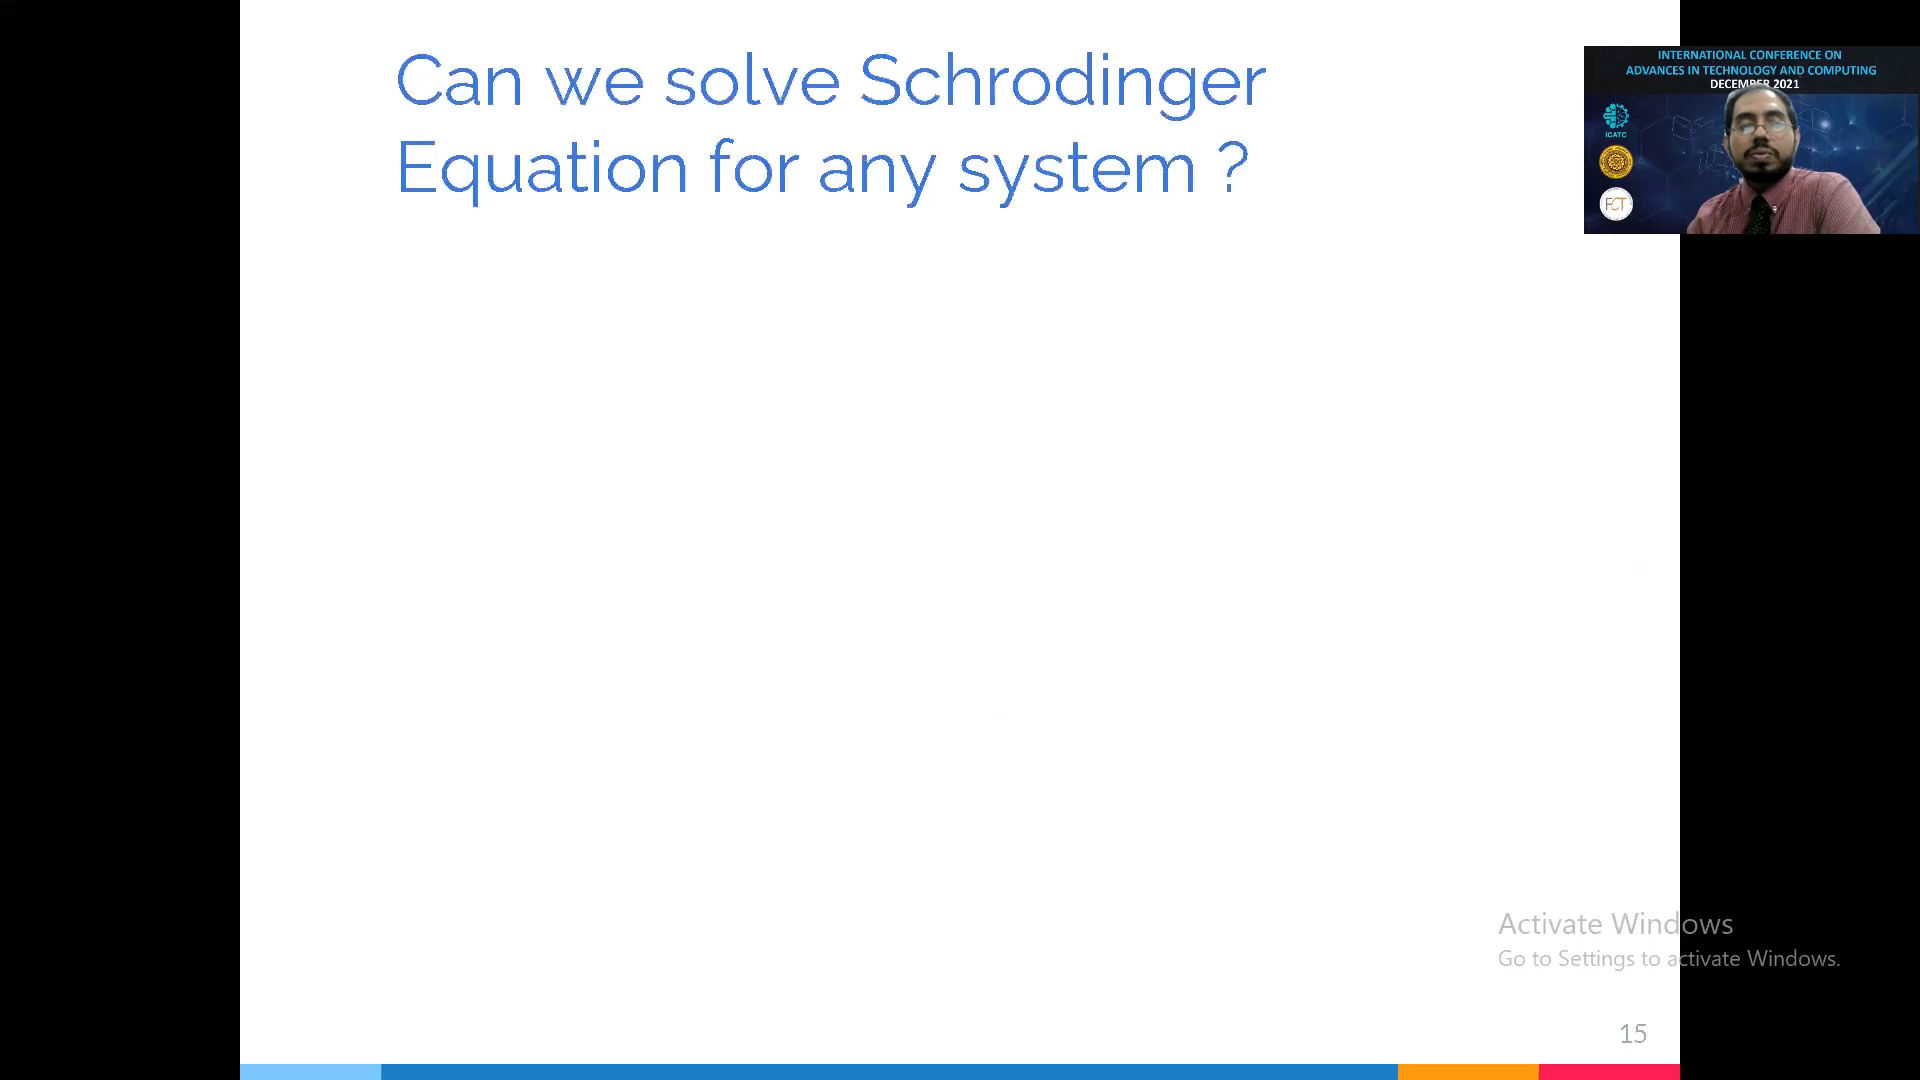 Can we solve Schrodinger
Equation for any system ?
INTERNATIONAL CONFERENCE ON
ADVANCES IN TECHNOLOGY AND COMPUTING
DECEMBER 2021
ICATC
FCT
Activate Windows
Go to Settings to activate Windows.
15